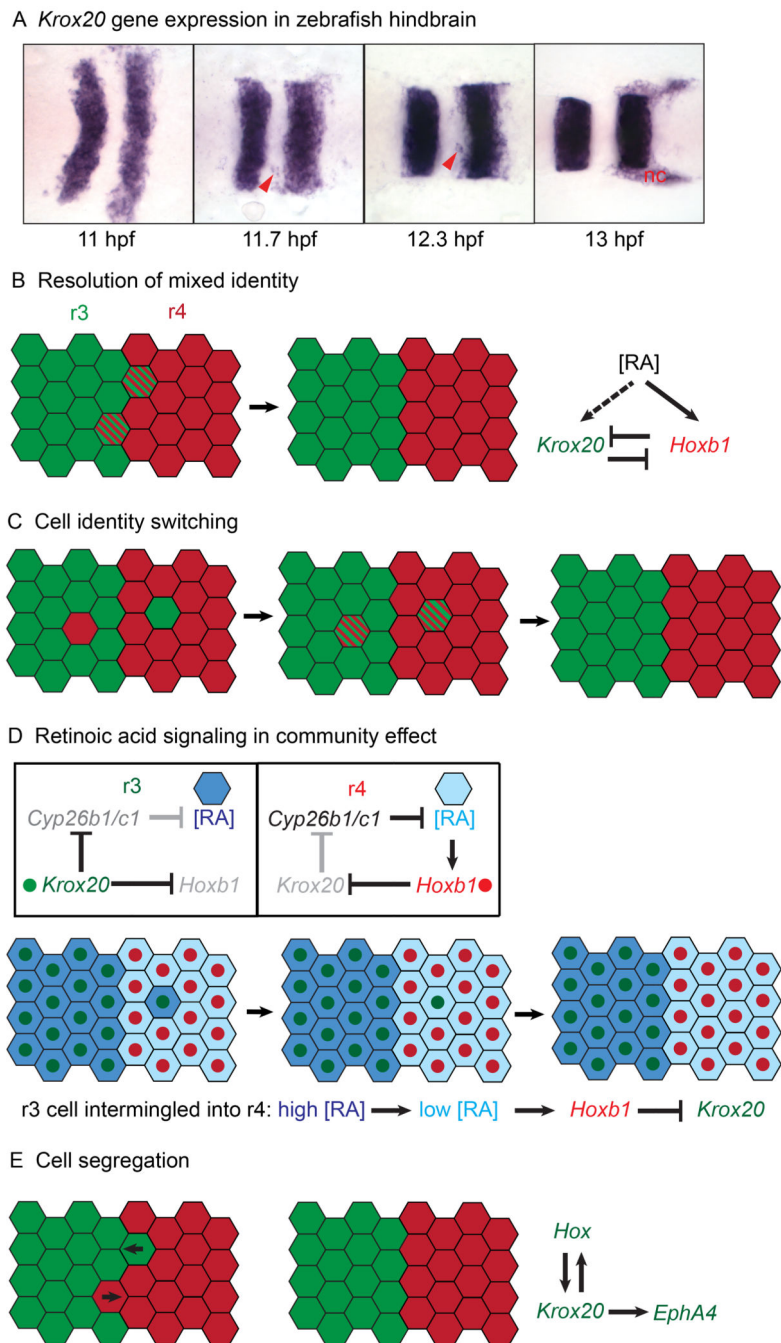 A Krox20 gene expression in zebrafish hindbrain
nc
11 hpf 11.7 hpf 12.3 hpf 13 hpf
B Resolution of mixed identity
r3 r4
[RA]
Krox20 Hoxb1
C Cell identity switching
D Retinoic acid signaling in community effect
r3 r4
Cyp26b1/c1 [RA] Cyp26b1/c1 [RA]
Krox20 Hoxb1 Krox20 Hoxb1
r3 cell intermingled into r4: high [RA] low [RA] Hoxb1 Krox20
E Cell segregation
Hox
Krox20 EphA4